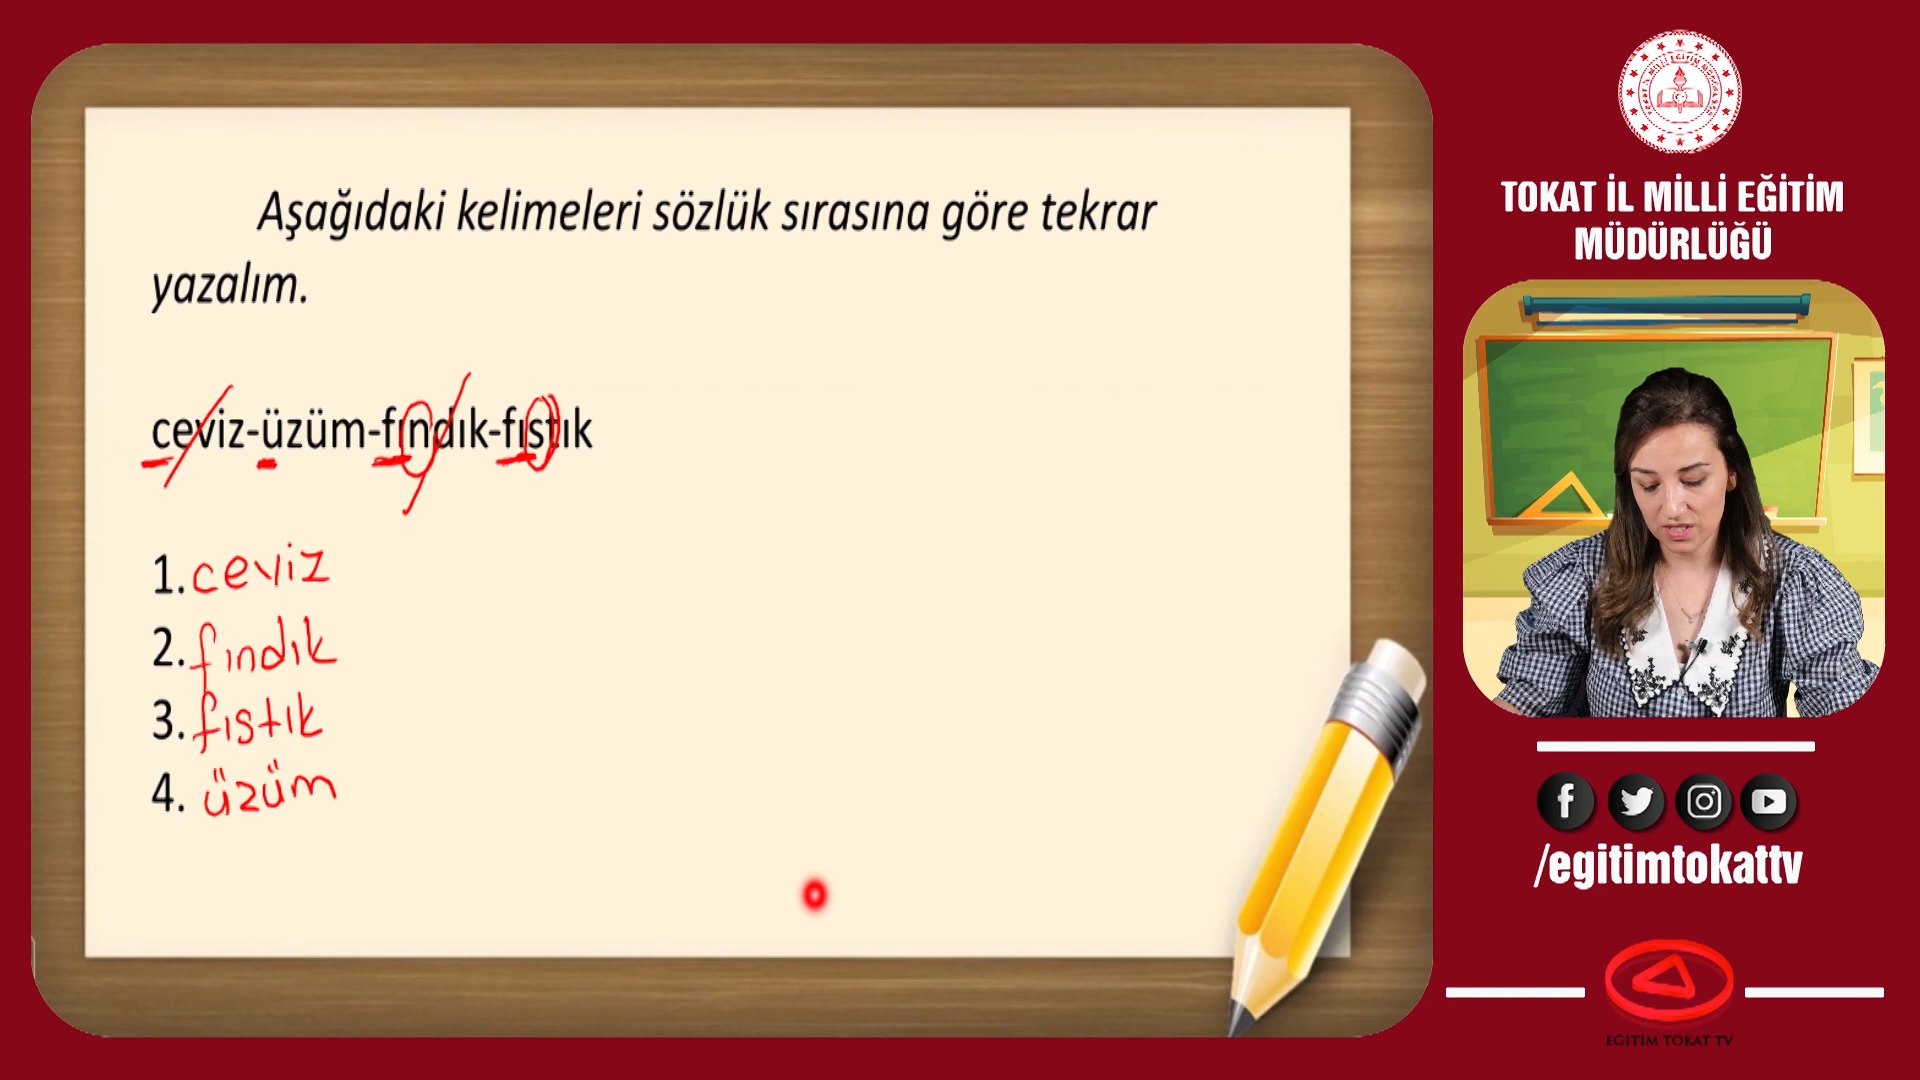 Aşağıdaki kelimeleri sözlük sırasına göre tekrar
yazalım.
ceviz-üzüm-fındık-fıstık
1. ceviz
2. fındık
3. fıstık
4. üzüm
TOKAT İL MİLLİ EĞİTİM
MÜDÜRLÜĞÜ
/egitimtokattv
EĞİTİM TOKAT TV